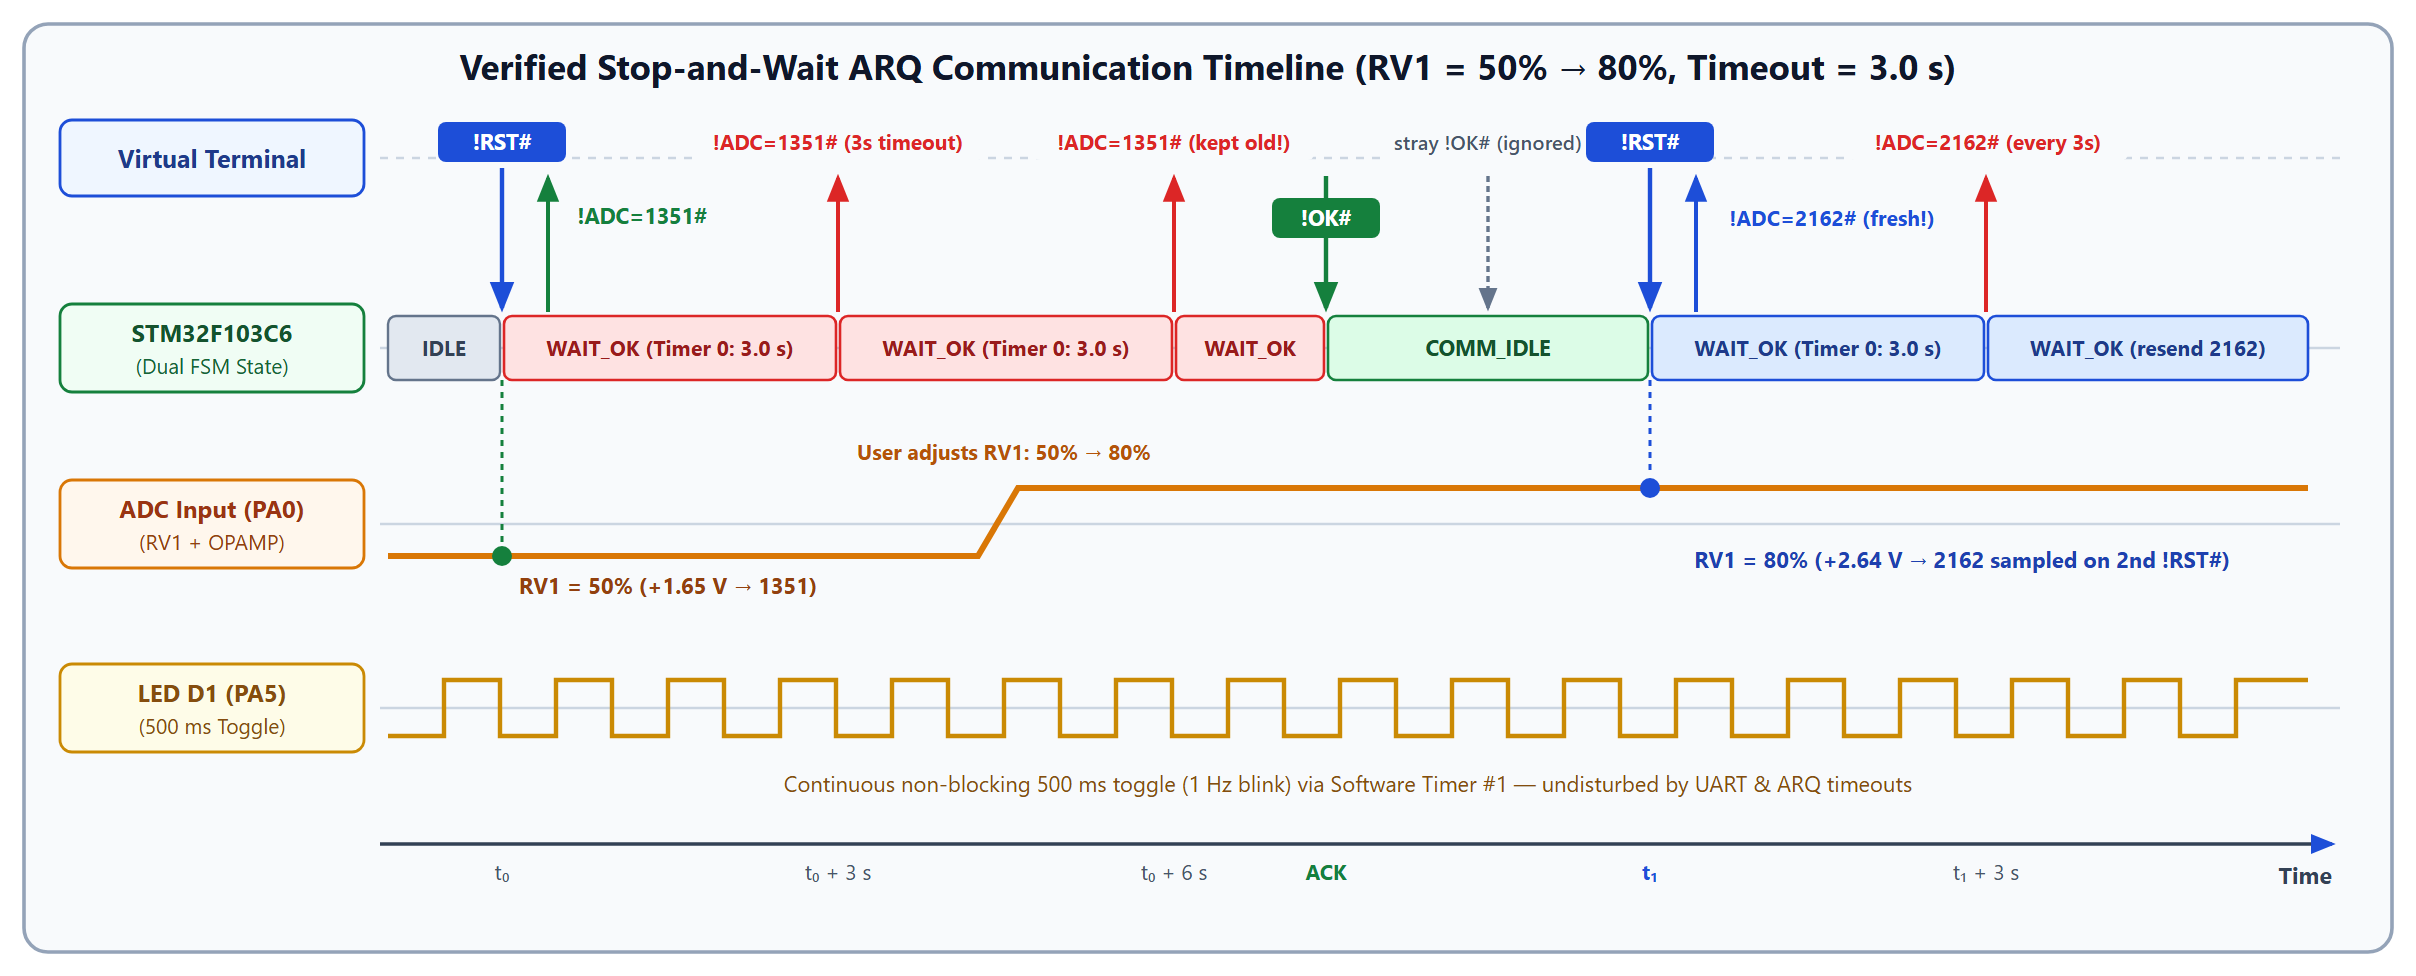 Verified Stop-and-Wait ARQ Communication Timeline (RV1 = 50% → 80%, Timeout = 3.0 s)
Virtual Terminal
!RST#
!ADC=1351# (3s timeout)
!ADC=1351# (kept old!)
stray !OK# (ignored)
!RST#
!ADC=2162# (every 3s)
!ADC=1351#
!OK#
!ADC=2162# (fresh!)
STM32F103C6
(Dual FSM State)
IDLE
WAIT_OK (Timer 0: 3.0 s)
WAIT_OK (Timer 0: 3.0 s)
WAIT_OK
COMM_IDLE
WAIT_OK (Timer 0: 3.0 s)
WAIT_OK (resend 2162)
User adjusts RV1: 50% → 80%
ADC Input (PA0)
(RV1 + OPAMP)
RV1 = 50% (+1.65 V → 1351)
RV1 = 80% (+2.64 V → 2162 sampled on 2nd !RST#)
LED D1 (PA5)
(500 ms Toggle)
Continuous non-blocking 500 ms toggle (1 Hz blink) via Software Timer #1 — undisturbed by UART & ARQ timeouts
t₀
t₀ + 3 s
t₀ + 6 s
ACK
t₁
t₁ + 3 s
Time